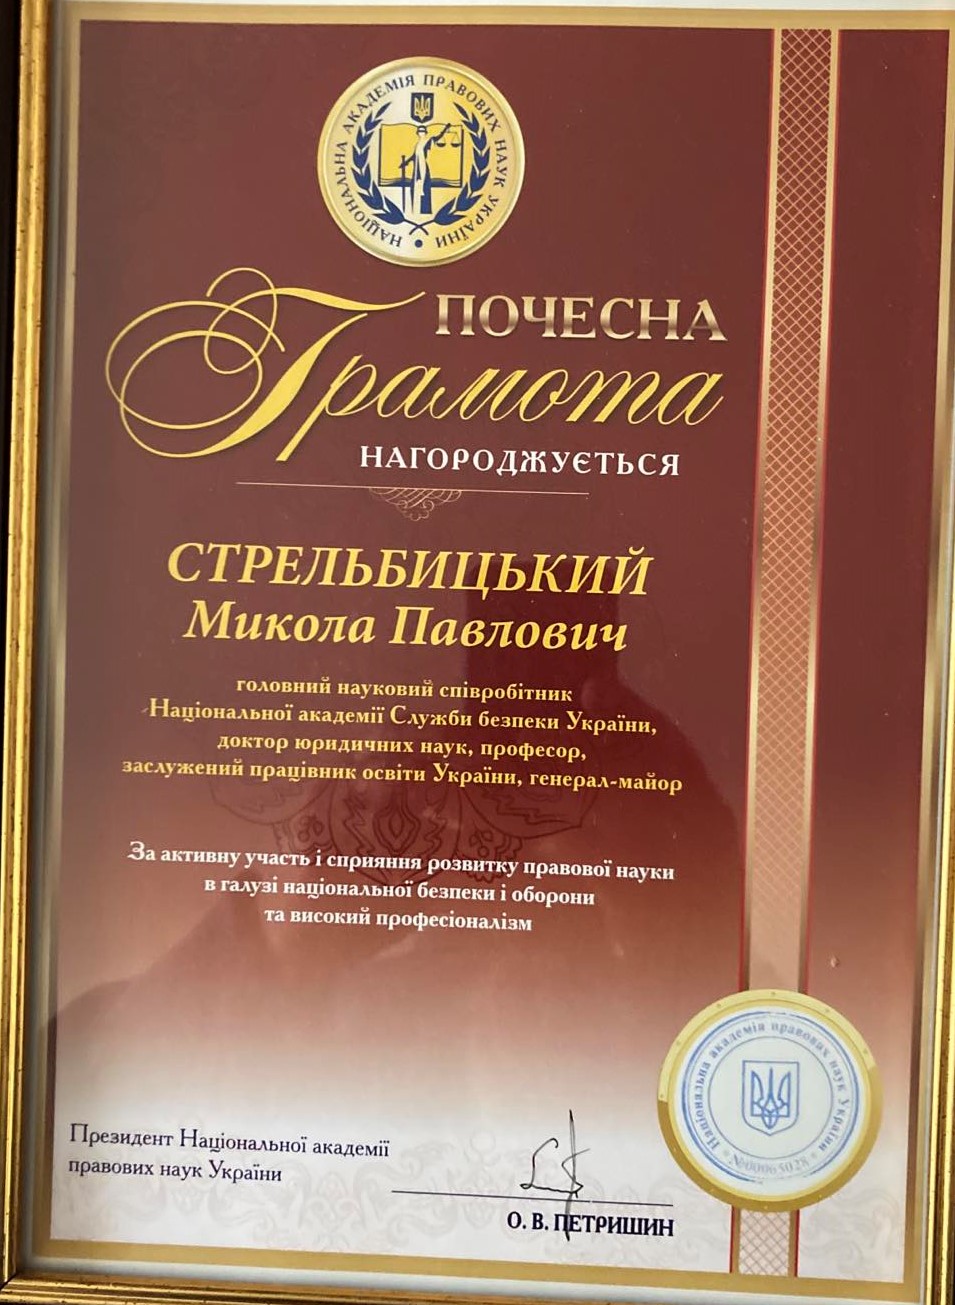 НАЦІОНАЛЬНА АКАДЕМІЯ ПРАВОВИХ НАУК УКРАЇНИ
ПОЧЕСНА
Грамота
НАГОРОДЖУЄТЬСЯ
СТРЕЛЬБИЦЬКИЙ
Микола Павлович
головний науковий співробітник
Національної академії Служби безпеки України,
доктор юридичних наук, професор,
заслужений працівник освіти України, генерал-майор
За активну участь і сприяння розвитку правової науки
в галузі національної безпеки і оборони
та високий професіоналізм
Національна академія правових наук України
№00065028
Президент Національної академії
правових наук України
О. В. ПЕТРИШИН